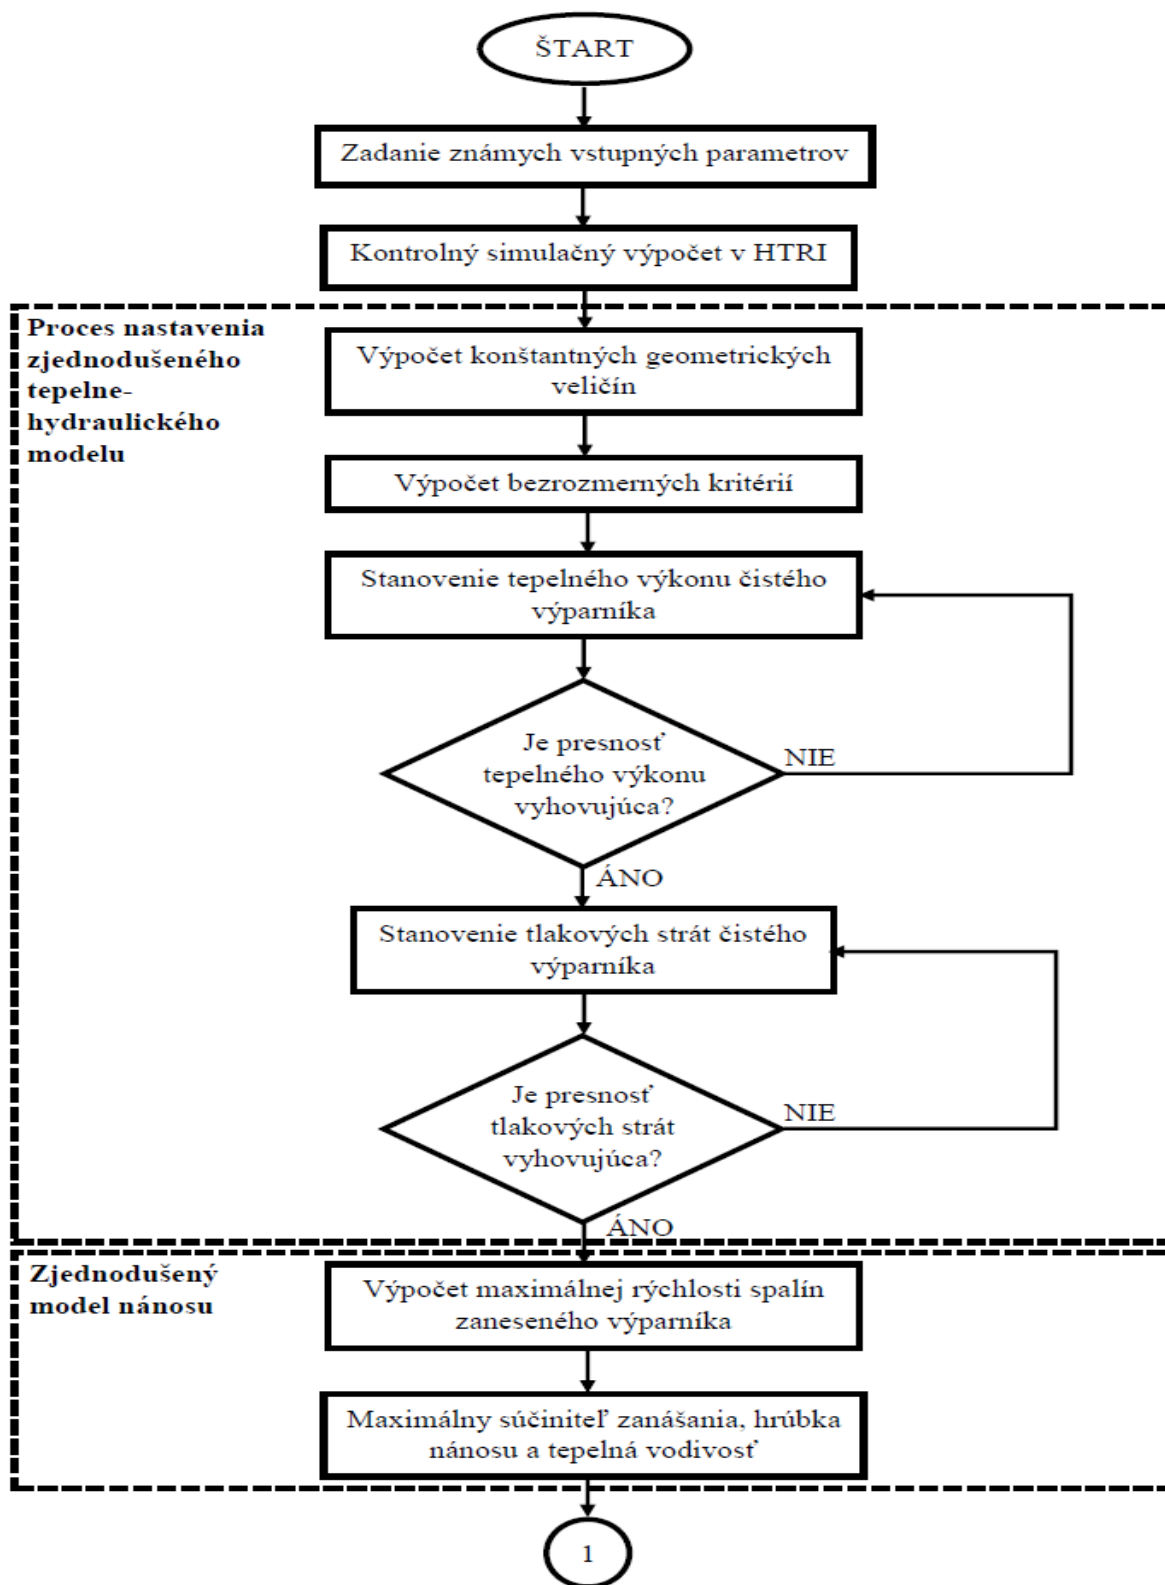 ŠTART
Zadanie známych vstupných parametrov
Kontrolný simulačný výpočet v HTRI
Proces nastavenia
zjednodušeného
tepelne-
hydraulického
modelu
Výpočet konštantných geometrických
veličín
Výpočet bezrozmerných kritérií
Stanovenie tepelného výkonu čistého
výparníka
Je presnosť
tepelného výkonu
vyhovujúca?
NIE
ÁNO
Stanovenie tlakových strát čistého
výparníka
Je presnosť
tlakových strát
vyhovujúca?
NIE
ÁNO
Zjednodušený
model nánosu
Výpočet maximálnej rýchlosti spalín
zaneseného výparníka
Maximálny súčiniteľ zanášania, hrúbka
nánosu a tepelná vodivosť
1